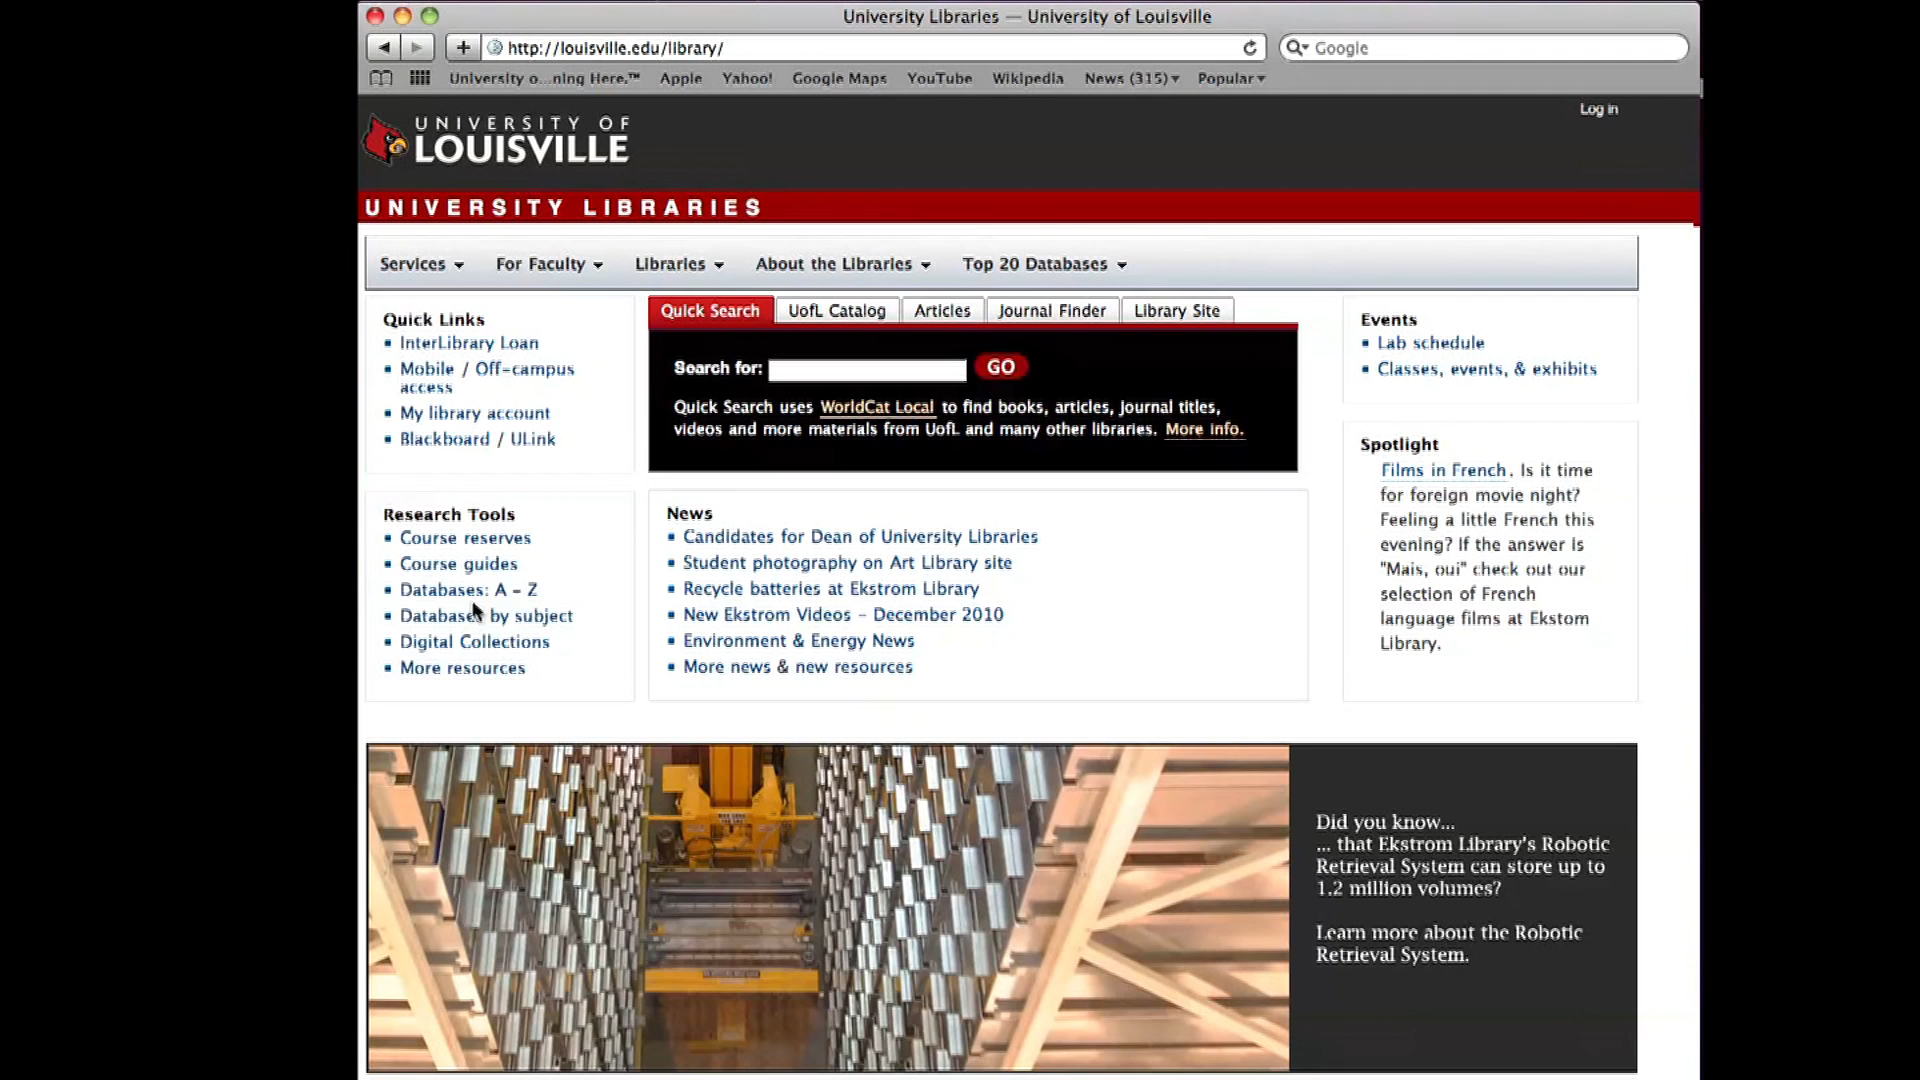 University Libraries — University of Louisville
http://louisville.edu/library/
Google
University o...ning Here.™ Apple Yahoo! Google Maps YouTube Wikipedia News (315) Popular
Log in
UNIVERSITY OF
LOUISVILLE
UNIVERSITY LIBRARIES
Services For Faculty Libraries About the Libraries Top 20 Databases
Quick Links
InterLibrary Loan
Mobile / Off-campus
access
My library account
Blackboard / ULink
Research Tools
Course reserves
Course guides
Databases: A – Z
Databases by subject
Digital Collections
More resources
Quick Search UofL Catalog Articles Journal Finder Library Site
Search for: GO
Quick Search uses WorldCat Local to find books, articles, journal titles,
videos and more materials from UofL and many other libraries. More info.
News
Candidates for Dean of University Libraries
Student photography on Art Library site
Recycle batteries at Ekstrom Library
New Ekstrom Videos – December 2010
Environment & Energy News
More news & new resources
Events
Lab schedule
Classes, events, & exhibits
Spotlight
Films in French. Is it time
for foreign movie night?
Feeling a little French this
evening? If the answer is
"Mais, oui" check out our
selection of French
language films at Ekstom
Library.
Did you know...
... that Ekstrom Library's Robotic
Retrieval System can store up to
1.2 million volumes?
Learn more about the Robotic
Retrieval System.